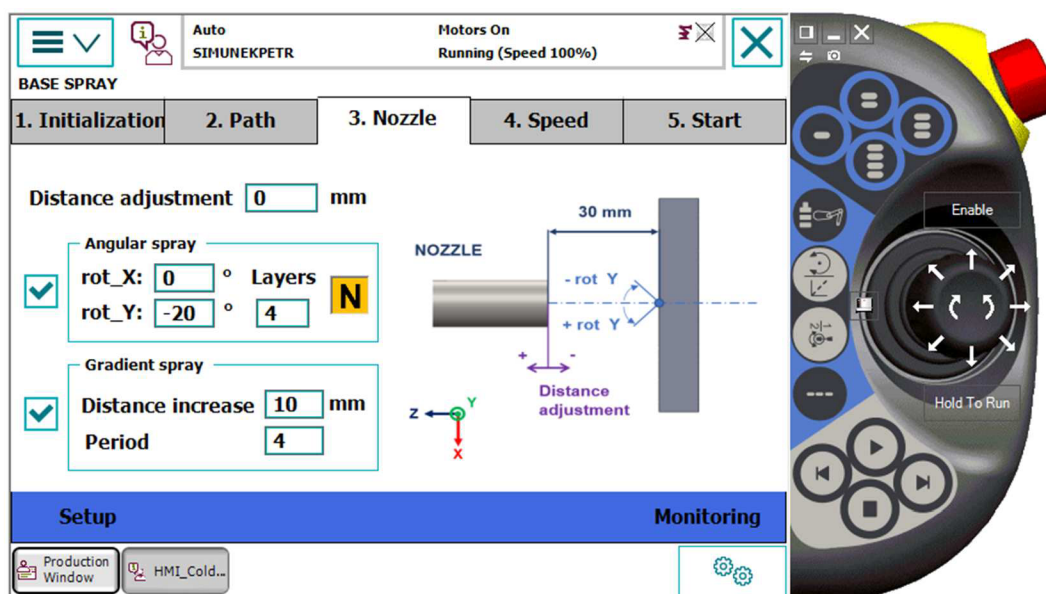 Auto
SIMUNEKPETR
Motors On
Running (Speed 100%)
BASE SPRAY
1. Initialization 2. Path 3. Nozzle 4. Speed 5. Start
Distance adjustment 0 mm
Angular spray
rot_X: 0 ° Layers
rot_Y: -20 ° 4
N
Gradient spray
Distance increase 10 mm
Period 4
30 mm
NOZZLE
- rot Y
+ rot Y
+ -
Distance
adjustment
Z Y
X
Setup Monitoring
Production
Window
HMI_Cold...
Enable
1/2
Hold To Run